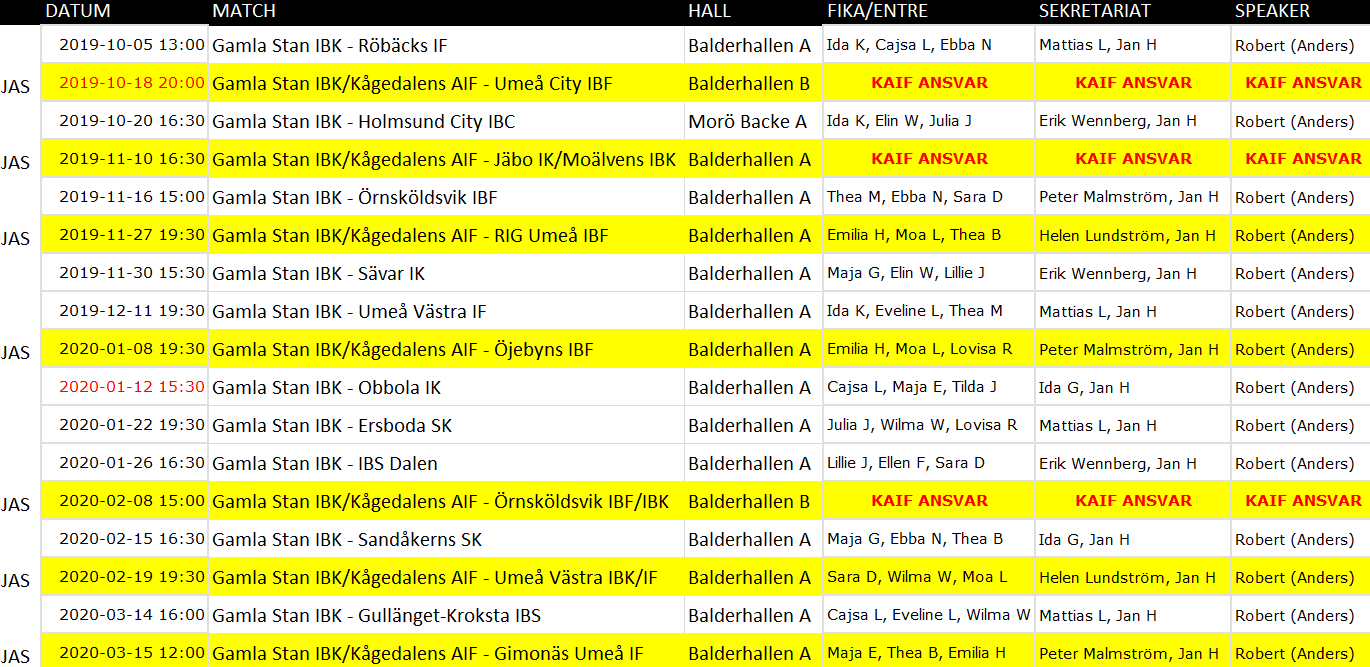 DATUM MATCH HALL FIKA/ENTRE SEKRETARIAT SPEAKER
2019-10-05 13:00 Gamla Stan IBK - Röbäcks IF Balderhallen A Ida K, Cajsa L, Ebba N Mattias L, Jan H Robert (Anders)
JAS 2019-10-18 20:00 Gamla Stan IBK/Kågedalens AIF - Umeå City IBF Balderhallen B KAIF ANSVAR KAIF ANSVAR KAIF ANSVAR
2019-10-20 16:30 Gamla Stan IBK - Holmsund City IBC Morö Backe A Ida K, Elin W, Julia J Erik Wennberg, Jan H Robert (Anders)
JAS 2019-11-10 16:30 Gamla Stan IBK/Kågedalens AIF - Jäbo IK/Moälvens IBK Balderhallen A KAIF ANSVAR KAIF ANSVAR KAIF ANSVAR
2019-11-16 15:00 Gamla Stan IBK - Örnsköldsvik IBF Balderhallen A Thea M, Ebba N, Sara D Peter Malmström, Jan H Robert (Anders)
JAS 2019-11-27 19:30 Gamla Stan IBK/Kågedalens AIF - RIG Umeå IBF Balderhallen A Emilia H, Moa L, Thea B Helen Lundström, Jan H Robert (Anders)
2019-11-30 15:30 Gamla Stan IBK - Sävar IK Balderhallen A Maja G, Elin W, Lillie J Erik Wennberg, Jan H Robert (Anders)
2019-12-11 19:30 Gamla Stan IBK - Umeå Västra IF Balderhallen A Ida K, Eveline L, Thea M Mattias L, Jan H Robert (Anders)
JAS 2020-01-08 19:30 Gamla Stan IBK/Kågedalens AIF - Öjebyns IBF Balderhallen A Emilia H, Moa L, Lovisa R Peter Malmström, Jan H Robert (Anders)
2020-01-12 15:30 Gamla Stan IBK - Obbola IK Balderhallen A Cajsa L, Maja E, Tilda J Ida G, Jan H Robert (Anders)
2020-01-22 19:30 Gamla Stan IBK - Ersboda SK Balderhallen A Julia J, Wilma W, Lovisa R Mattias L, Jan H Robert (Anders)
2020-01-26 16:30 Gamla Stan IBK - IBS Dalen Balderhallen A Lillie J, Ellen F, Sara D Erik Wennberg, Jan H Robert (Anders)
JAS 2020-02-08 15:00 Gamla Stan IBK/Kågedalens AIF - Örnsköldsvik IBF/IBK Balderhallen B KAIF ANSVAR KAIF ANSVAR KAIF ANSVAR
2020-02-15 16:30 Gamla Stan IBK - Sandåkerns SK Balderhallen A Maja G, Ebba N, Thea B Ida G, Jan H Robert (Anders)
JAS 2020-02-19 19:30 Gamla Stan IBK/Kågedalens AIF - Umeå Västra IBK/IF Balderhallen A Sara D, Wilma W, Moa L Helen Lundström, Jan H Robert (Anders)
2020-03-14 16:00 Gamla Stan IBK - Gullänget-Kroksta IBS Balderhallen A Cajsa L, Eveline L, Wilma W Mattias L, Jan H Robert (Anders)
JAS 2020-03-15 12:00 Gamla Stan IBK/Kågedalens AIF - Gimonäs Umeå IF Balderhallen A Maja E, Thea B, Emilia H Peter Malmström, Jan H Robert (Anders)